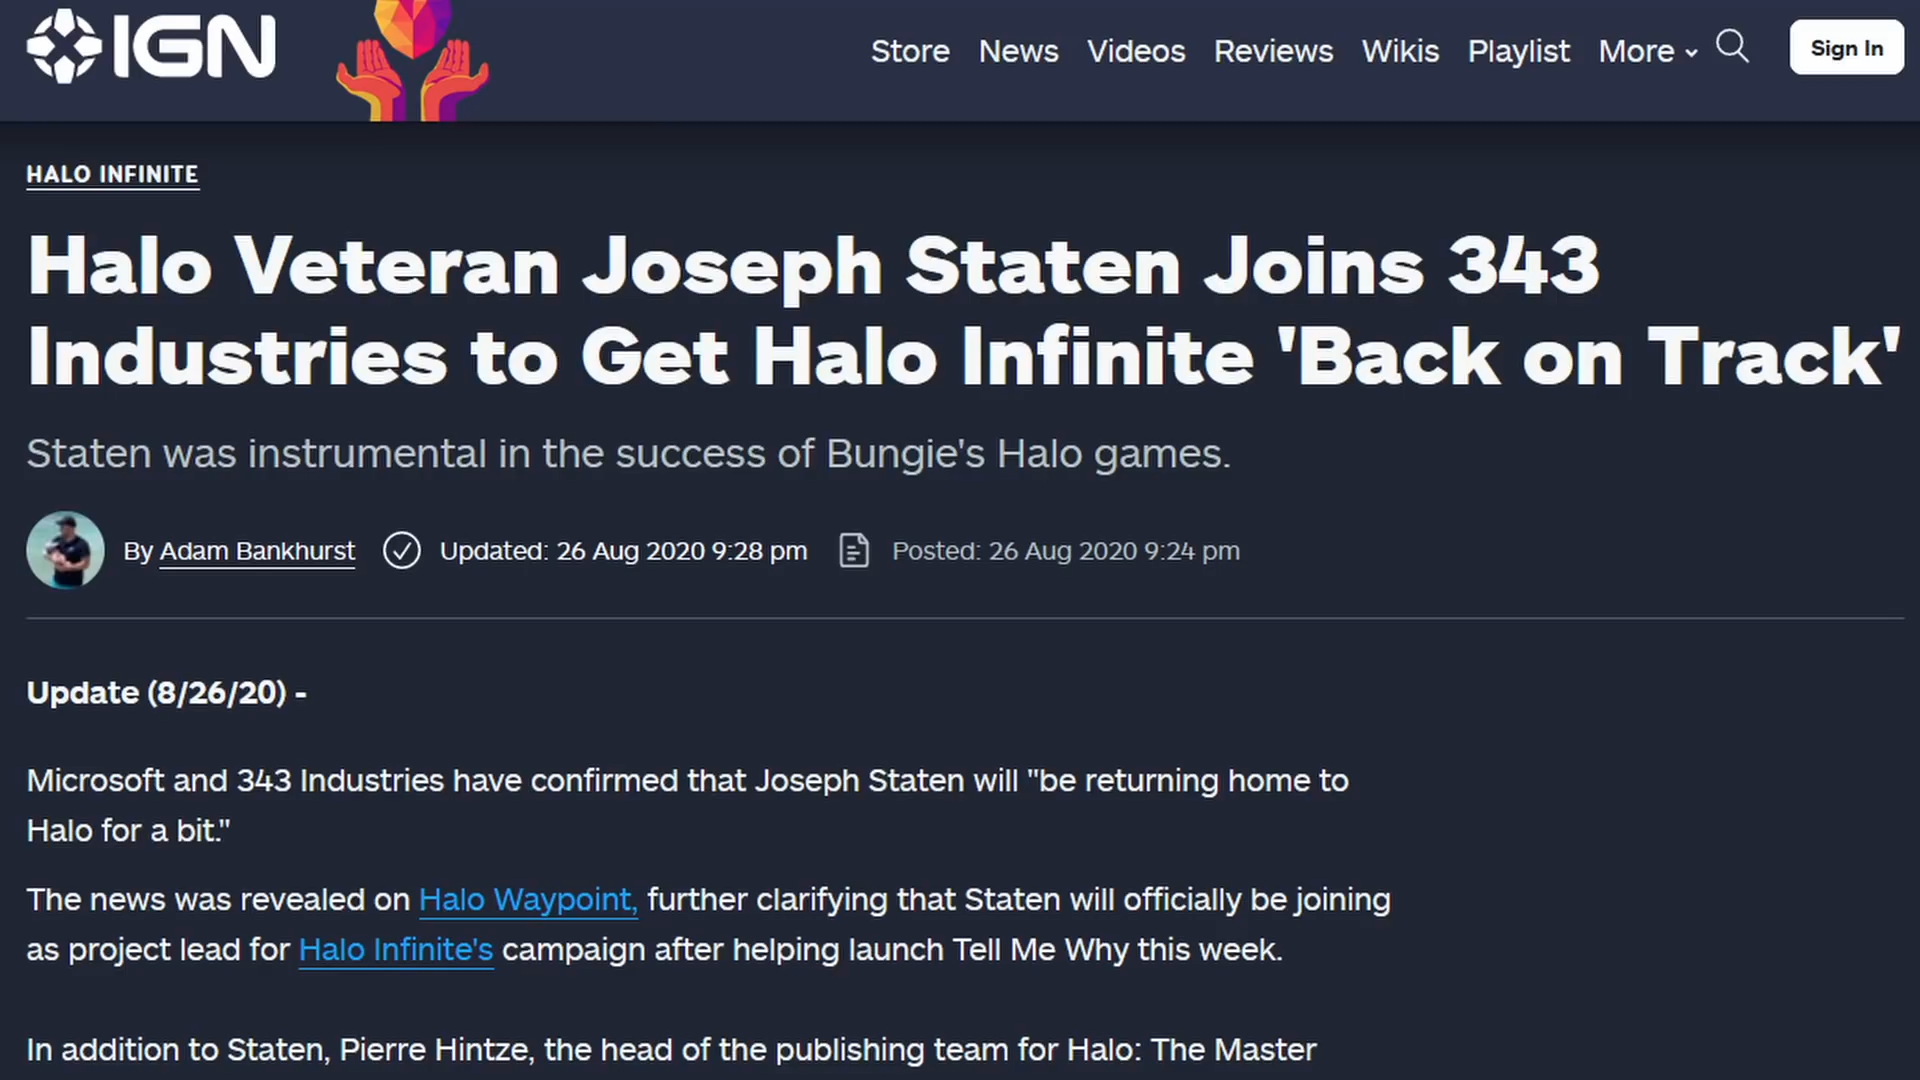 IGN
Store News Videos Reviews Wikis Playlist More Sign In
HALO INFINITE
Halo Veteran Joseph Staten Joins 343
Industries to Get Halo Infinite 'Back on Track'
Staten was instrumental in the success of Bungie's Halo games.
By Adam Bankhurst Updated: 26 Aug 2020 9:28 pm Posted: 26 Aug 2020 9:24 pm
Update (8/26/20) -
Microsoft and 343 Industries have confirmed that Joseph Staten will "be returning home to
Halo for a bit."
The news was revealed on Halo Waypoint, further clarifying that Staten will officially be joining
as project lead for Halo Infinite's campaign after helping launch Tell Me Why this week.
In addition to Staten, Pierre Hintze, the head of the publishing team for Halo: The Master